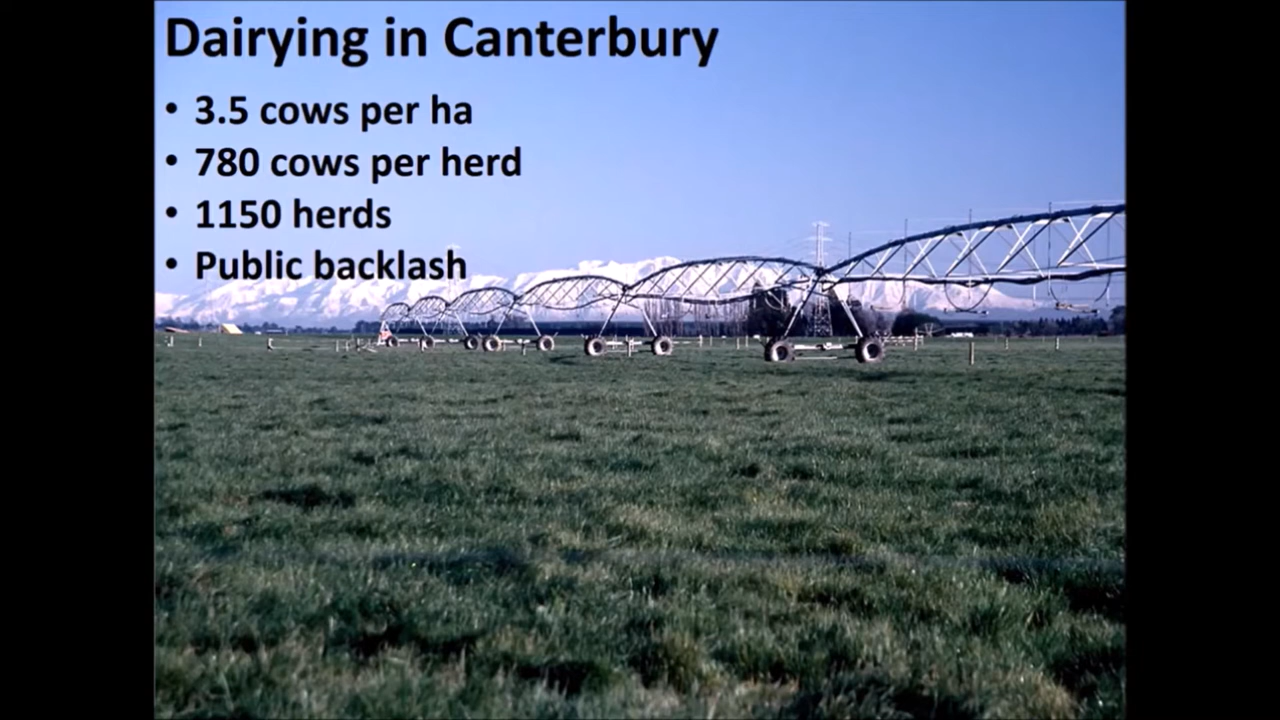 Dairying in Canterbury
• 3.5 cows per ha
• 780 cows per herd
• 1150 herds
• Public backlash